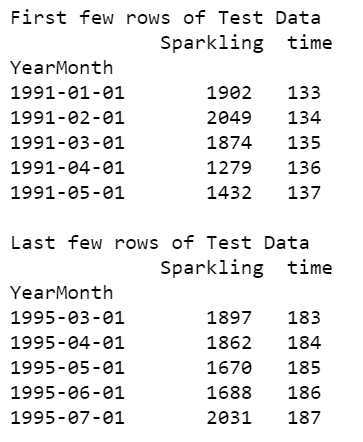 First few rows of Test Data
Sparkling time
YearMonth
1991-01-01 1902 133
1991-02-01 2049 134
1991-03-01 1874 135
1991-04-01 1279 136
1991-05-01 1432 137
Last few rows of Test Data
Sparkling time
YearMonth
1995-03-01 1897 183
1995-04-01 1862 184
1995-05-01 1670 185
1995-06-01 1688 186
1995-07-01 2031 187